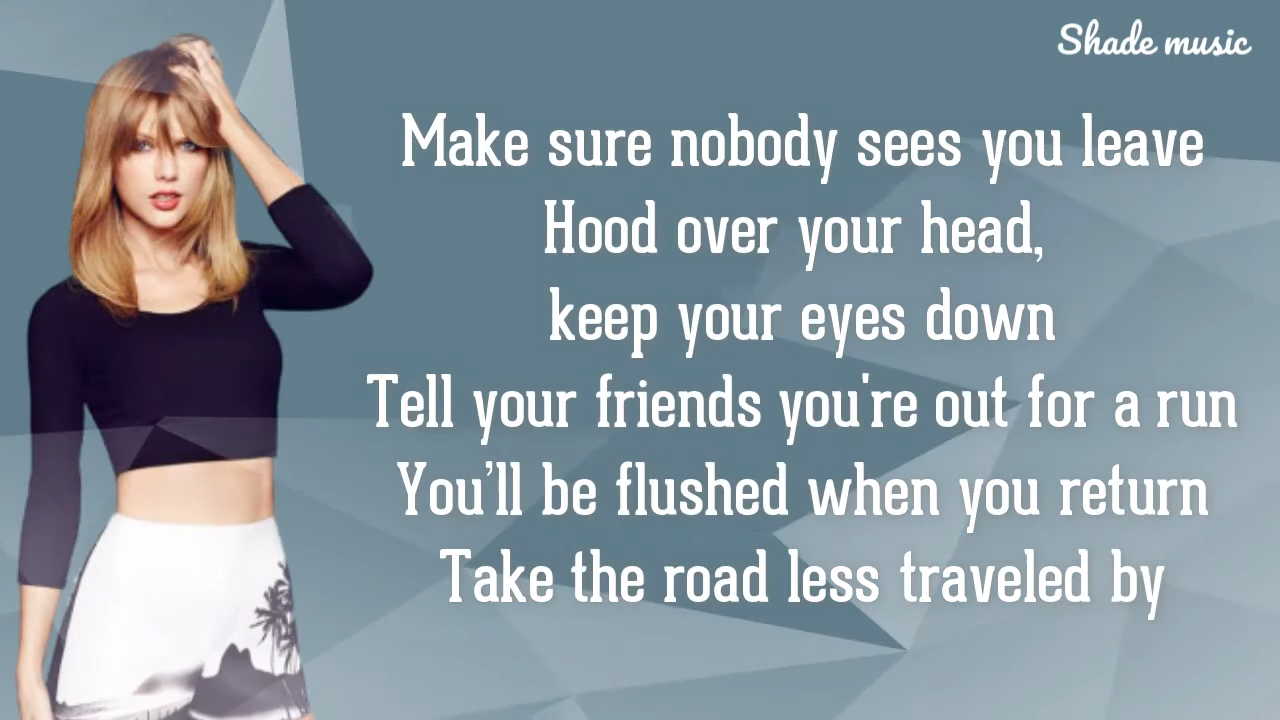 Shade music
Make sure nobody sees you leave
Hood over your head,
keep your eyes down
Tell your friends you're out for a run
You’ll be flushed when you return
Take the road less traveled by